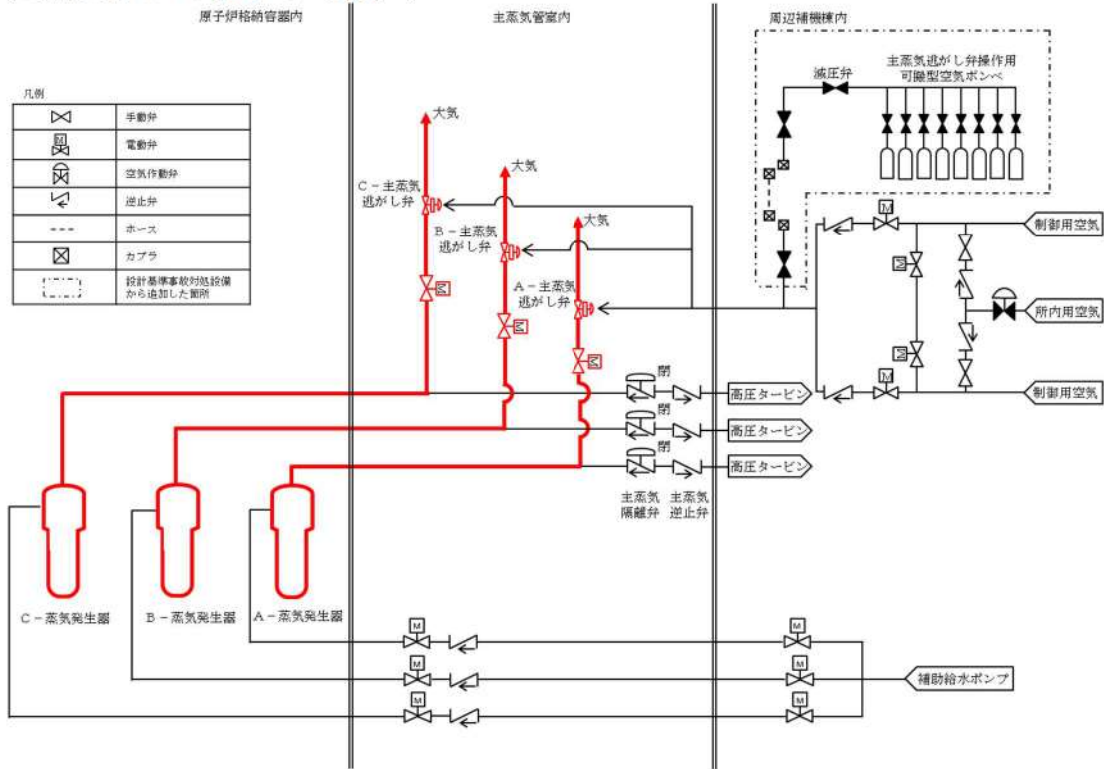 原子炉格納容器内
主蒸気管室内
周辺補機棟内
主蒸気逃がし弁操作用
可搬型空気ボンベ
減圧弁
凡例
手動弁
M
電動弁
空気作動弁
逆止弁
ホース
カプラ
設計基準事故対処設備
から追加した箇所
大気
大気
大気
C-主蒸気
逃がし弁
B-主蒸気
逃がし弁
A-主蒸気
逃がし弁
M
M
M
M
制御用空気
M
所内用空気
M
M
制御用空気
閉
高圧タービン
閉
高圧タービン
閉
高圧タービン
主蒸気
隔離弁
主蒸気
逆止弁
C-蒸気発生器
B-蒸気発生器
A-蒸気発生器
M
M
M
M
M
M
補助給水ポンプ